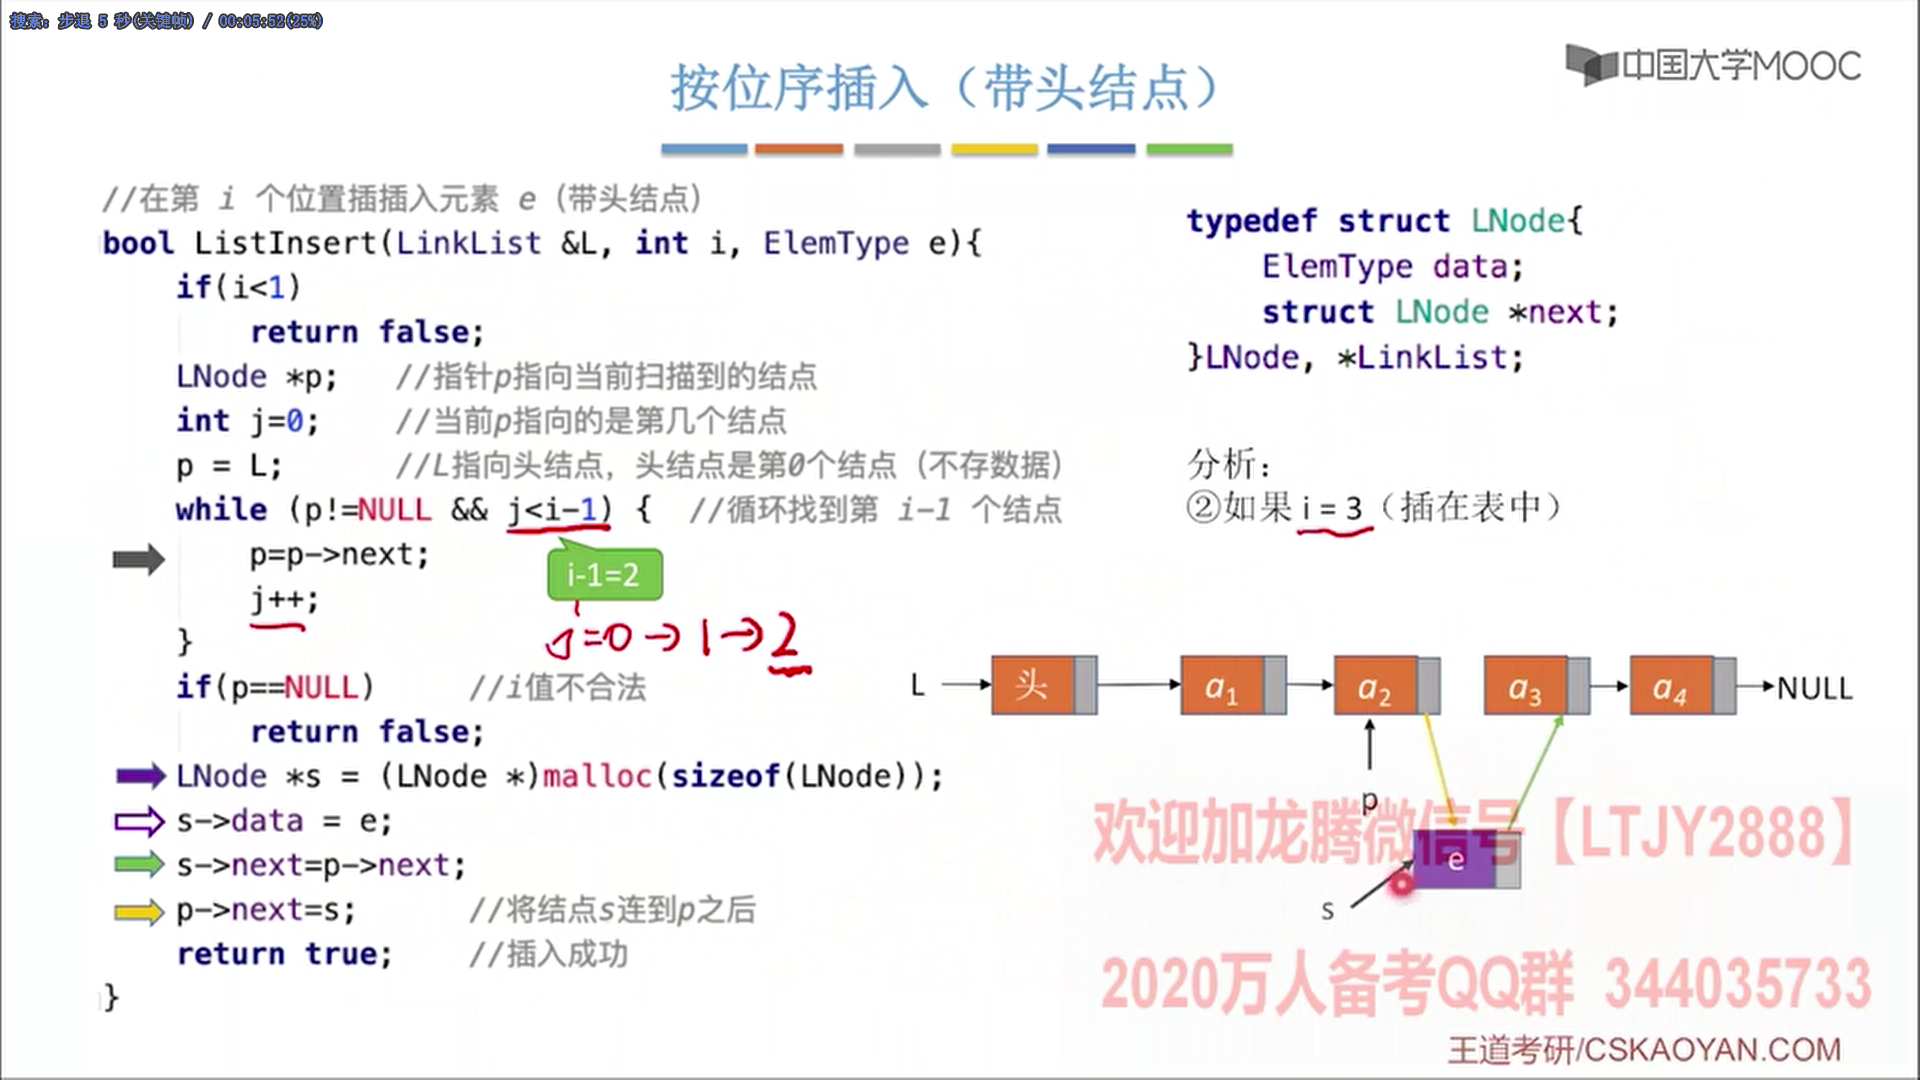 搜索: 步退 5 秒(关键帧) / 00:05:52(25%)
中国大学MOOC
按位序插入（带头结点）
//在第 i 个位置插插入元素 e（带头结点）
bool ListInsert(LinkList &L, int i, ElemType e){
if(i<1)
return false;
LNode *p; //指针p指向当前扫描到的结点
int j=0; //当前p指向的是第几个结点
p = L; //L指向头结点，头结点是第0个结点（不存数据）
while (p!=NULL && j<i-1) { //循环找到第 i-1 个结点
p=p->next;
j++;
}
if(p==NULL) //i值不合法
return false;
LNode *s = (LNode *)malloc(sizeof(LNode));
s->data = e;
s->next=p->next;
p->next=s; //将结点s连到p之后
return true; //插入成功
}
i-1=2
j=0→1→2
typedef struct LNode{
ElemType data;
struct LNode *next;
}LNode, *LinkList;
分析：
②如果 i = 3（插在表中）
L 头 a1 a2 a3 a4 NULL
p
e
s
欢迎加龙腾微信号【LTJY2888】
2020万人备考QQ群 344035733
王道考研/CSKAOYAN.COM